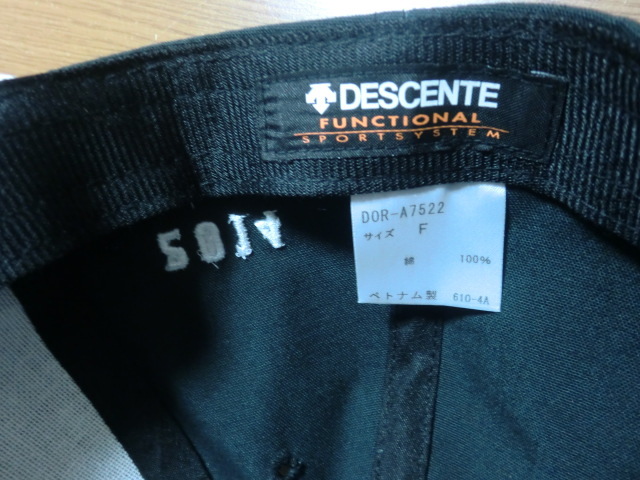 DESCENTE
FUNCTIONAL
SPORTSYSTEM
DOR-A7522
サイズ F
綿 100%
ベトナム製 610-4A